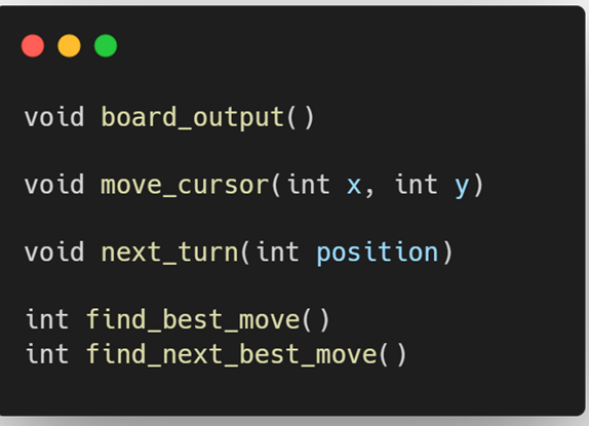 void board_output()
void move_cursor(int x, int y)
void next_turn(int position)
int find_best_move()
int find_next_best_move()